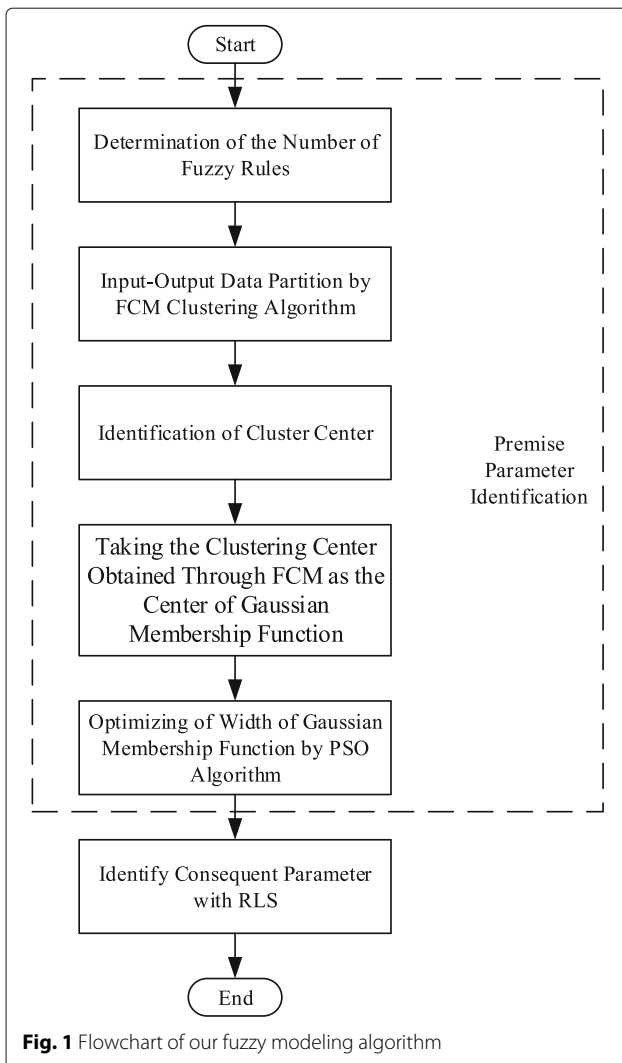 Start
Determination of the Number of
Fuzzy Rules
Input-Output Data Partition by
FCM Clustering Algorithm
Identification of Cluster Center
Premise
Parameter
Identification
Taking the Clustering Center
Obtained Through FCM as the
Center of Gaussian
Membership Function
Optimizing of Width of Gaussian
Membership Function by PSO
Algorithm
Identify Consequent Parameter
with RLS
End
Fig. 1 Flowchart of our fuzzy modeling algorithm